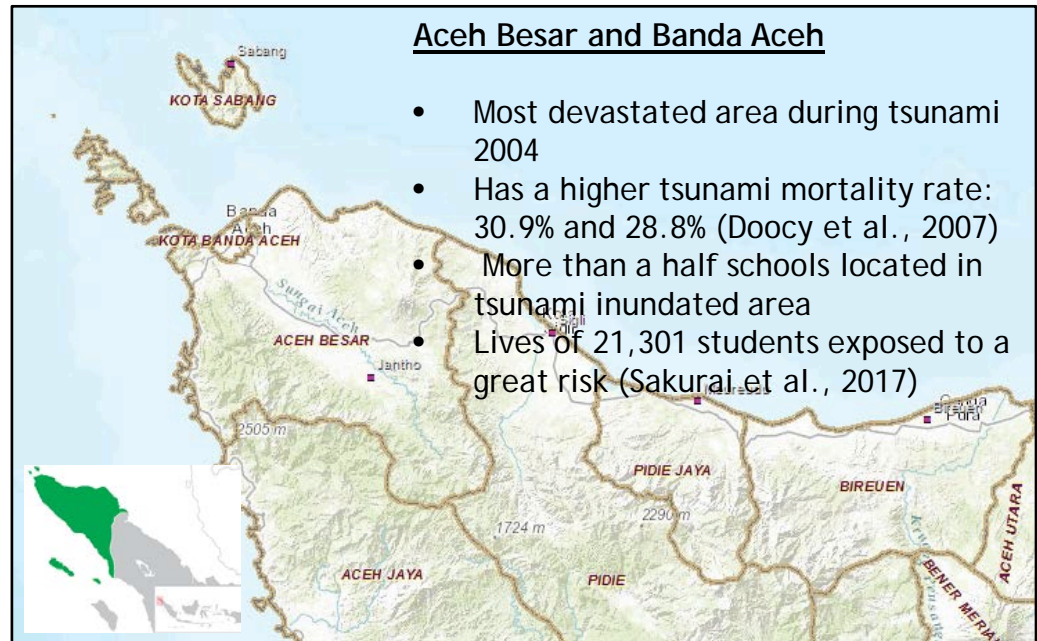 Aceh Besar and Banda Aceh
• Most devastated area during tsunami
2004
• Has a higher tsunami mortality rate:
30.9% and 28.8% (Doocy et al., 2007)
• More than a half schools located in
tsunami inundated area
• Lives of 21,301 students exposed to a
great risk (Sakurai et al., 2017)
Sabang
KOTA SABANG
Banda
Aceh
KOTA BANDA ACEH
Sungai Aceh
ACEH BESAR
Jantho
Sigli
2505 m
PIDIE JAYA
Bireuen
BIREUEN
2290 m
1724 m
ACEH JAYA
PIDIE
ACEH UTARA
BENER MERIA